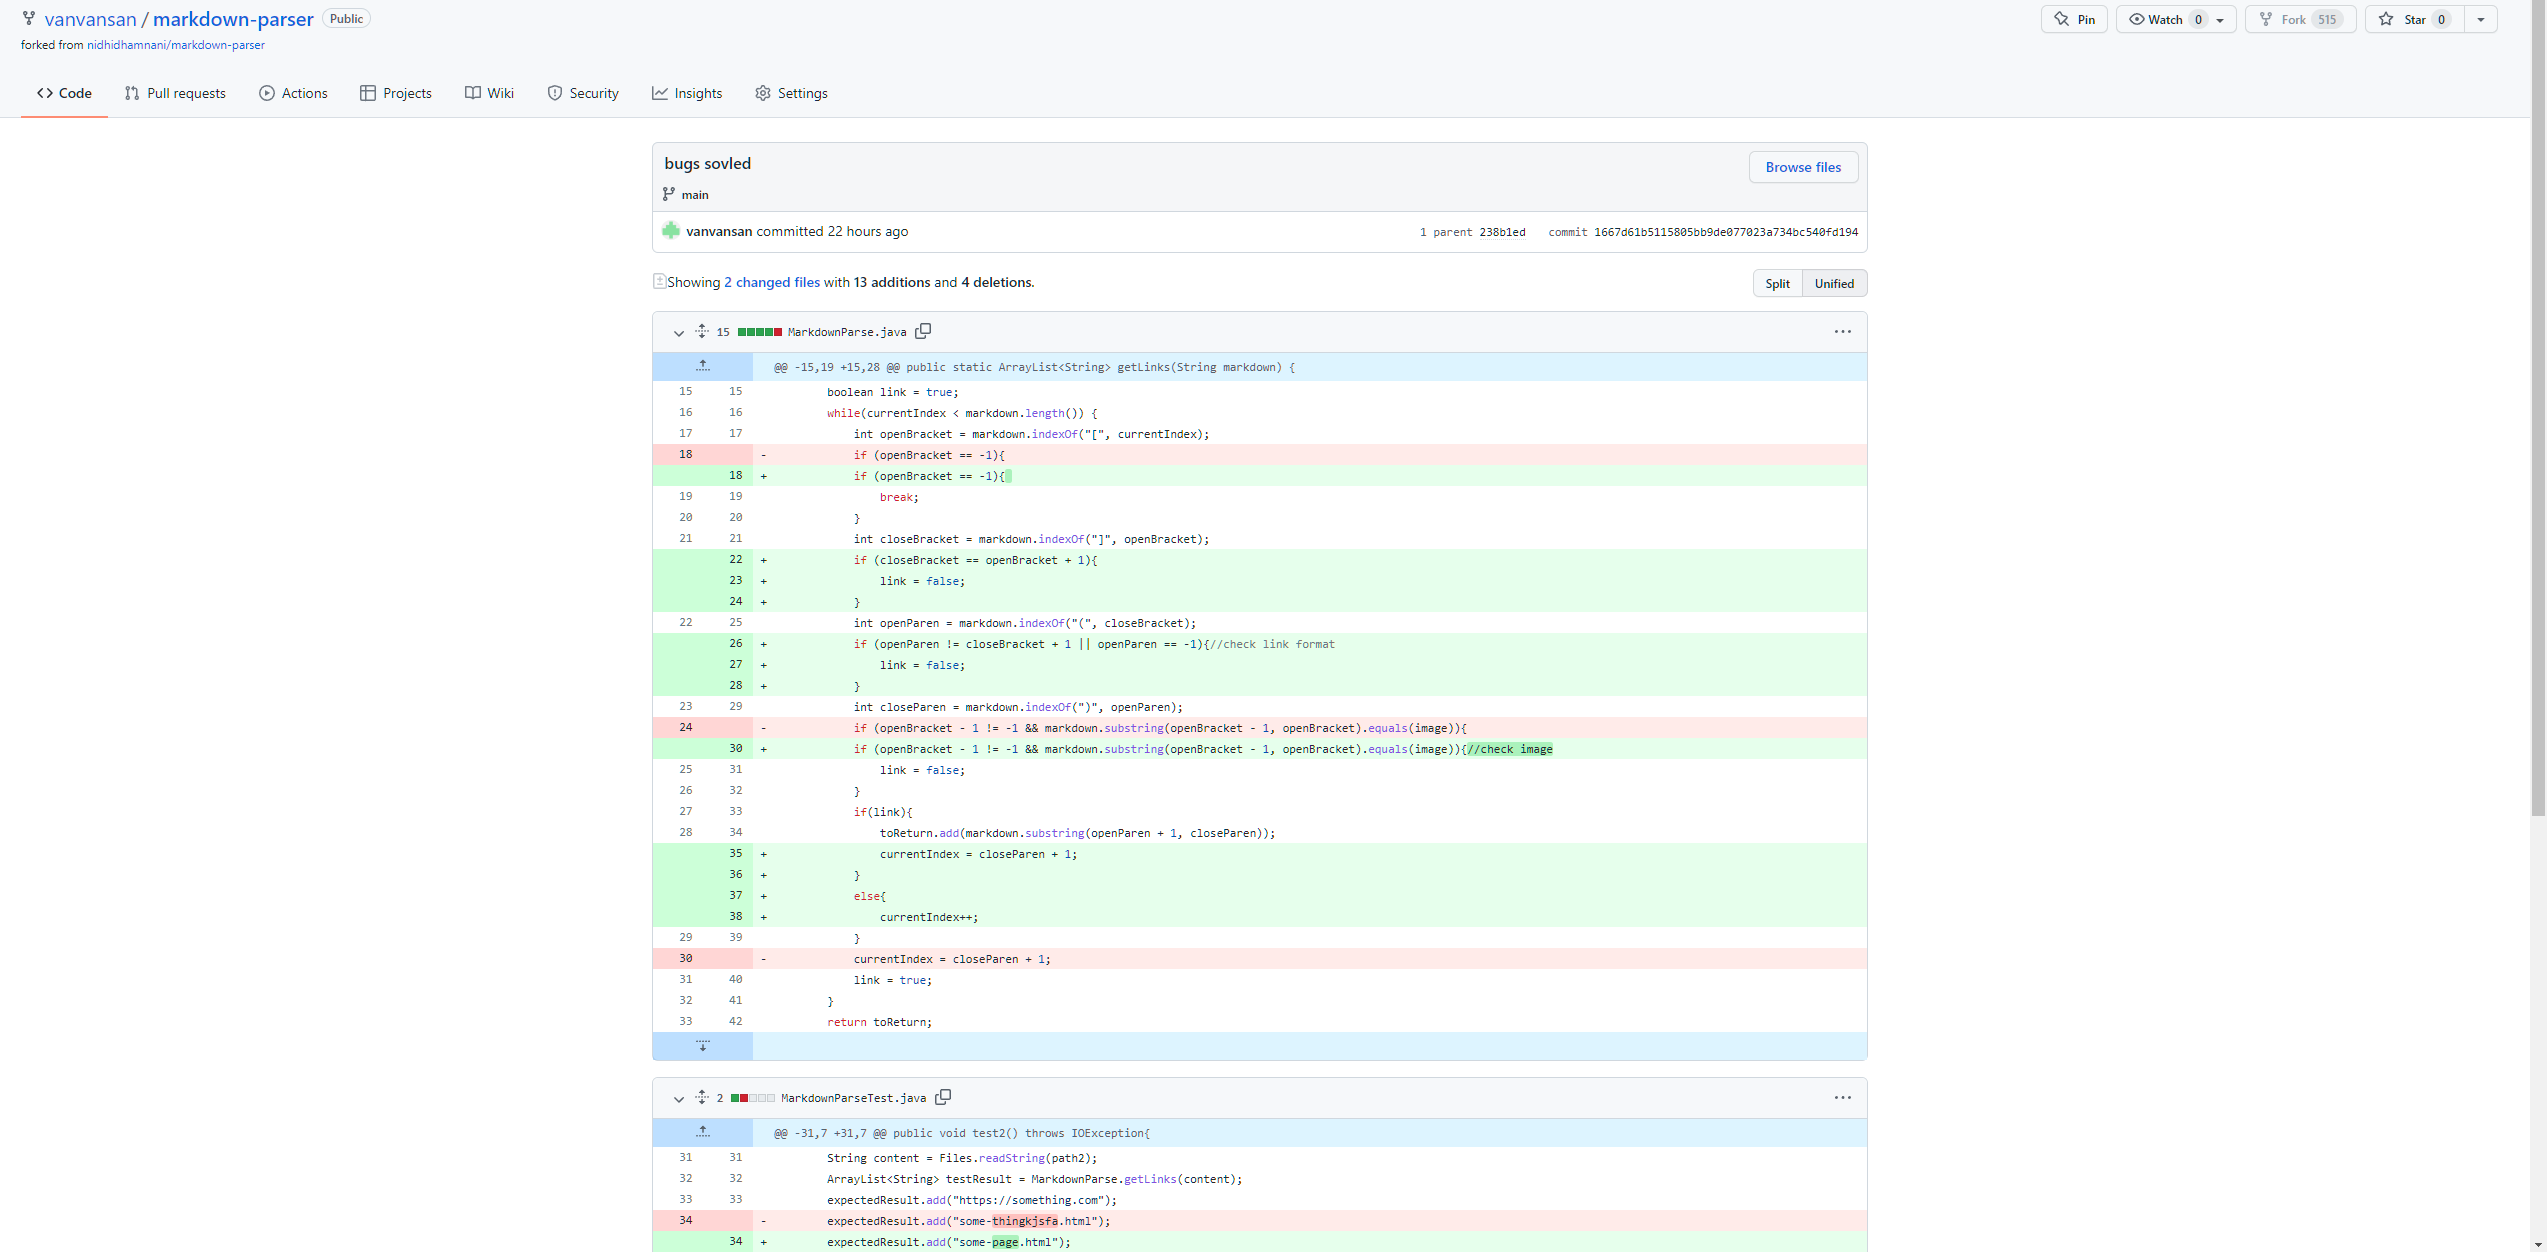 vanvansan / markdown-parser Public
Pin Watch 0 Fork 515 Star 0
forked from nidhidhamnani/markdown-parser
Code Pull requests Actions Projects Wiki Security Insights Settings
bugs sovled
Browse files
main
vanvansan committed 22 hours ago 1 parent 238b1ed commit 1667d61b5115805bb9de077023a734bc540fd194
Showing 2 changed files with 13 additions and 4 deletions.
Split Unified
15 MarkdownParse.java
@@ -15,19 +15,28 @@ public static ArrayList<String> getLinks(String markdown) {
15 15 boolean link = true;
16 16 while(currentIndex < markdown.length()) {
17 17 int openBracket = markdown.indexOf("[", currentIndex);
18 - if (openBracket == -1){
18 + if (openBracket == -1){
19 19 break;
20 20 }
21 21 int closeBracket = markdown.indexOf("]", openBracket);
22 + if (closeBracket == openBracket + 1){
23 + link = false;
24 + }
22 25 int openParen = markdown.indexOf("(", closeBracket);
26 + if (openParen != closeBracket + 1 || openParen == -1){//check link format
27 + link = false;
28 + }
23 29 int closeParen = markdown.indexOf(")", openParen);
24 - if (openBracket - 1 != -1 && markdown.substring(openBracket - 1, openBracket).equals(image)){
30 + if (openBracket - 1 != -1 && markdown.substring(openBracket - 1, openBracket).equals(image)){//check image
25 31 link = false;
26 32 }
27 33 if(link){
28 34 toReturn.add(markdown.substring(openParen + 1, closeParen));
35 + currentIndex = closeParen + 1;
36 + }
37 + else{
38 + currentIndex++;
29 39 }
30 - currentIndex = closeParen + 1;
31 40 link = true;
32 41 }
33 42 return toReturn;
2 MarkdownParseTest.java
@@ -31,7 +31,7 @@ public void test2() throws IOException{
31 31 String content = Files.readString(path2);
32 32 ArrayList<String> testResult = MarkdownParse.getLinks(content);
33 33 expectedResult.add("https://something.com");
34 - expectedResult.add("some-thingkjsfa.html");
34 + expectedResult.add("some-page.html");